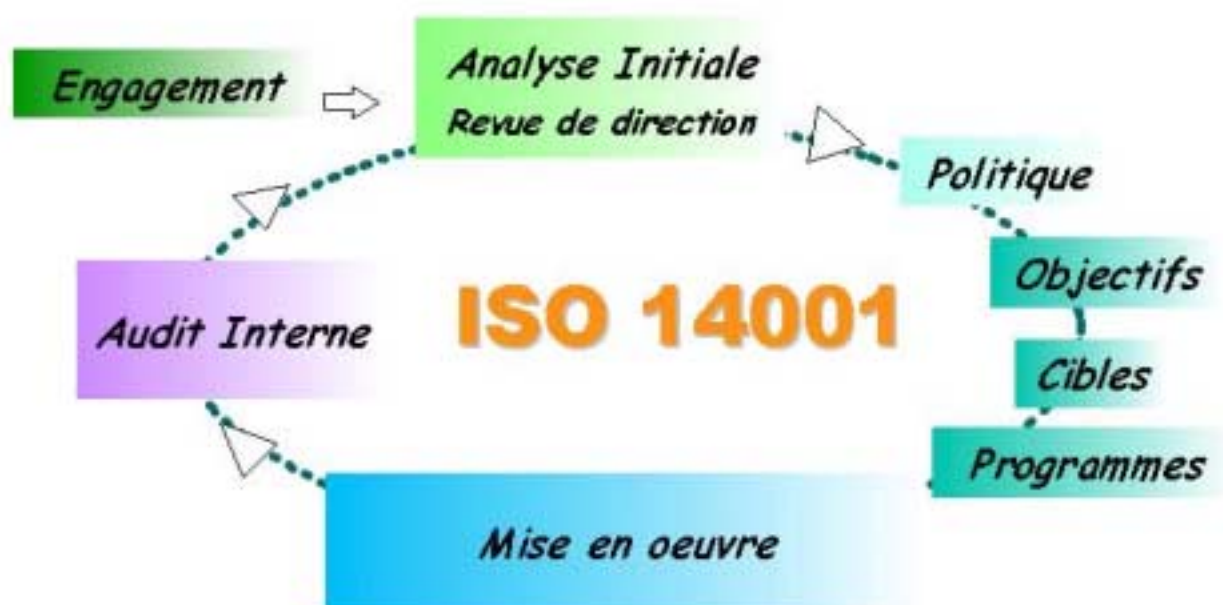 Engagement
Analyse Initiale
Revue de direction
Politique
Objectifs
Cibles
Programmes
Mise en oeuvre
Audit Interne
ISO 14001